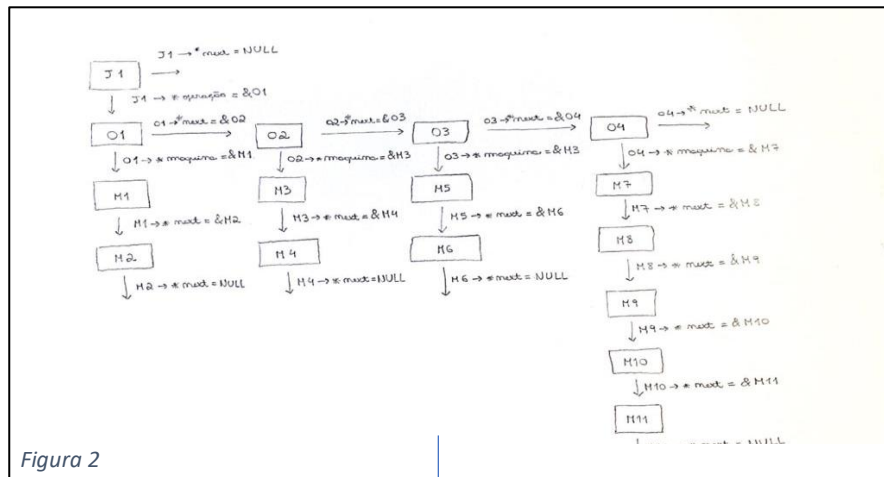 J1 → * next = NULL
J1
J1 → * operação = &O1
O1
O1 → * next = &O2
O2
O2 → * next = &O3
O3
O3 → * next = &O4
O4
O4 → * next = NULL
O1 → * maquina = &M1
O2 → * maquina = &M3
O3 → * maquina = &M3
O4 → * maquina = &M7
M1
M3
M5
M7
M1 → * next = &M2
M3 → * next = &M4
M5 → * next = &M6
M7 → * next = &M8
M2
M4
M6
M8
M2 → * next = NULL
M4 → * next = NULL
M6 → * next = NULL
M8 → * next = &M9
M9
M9 → * next = &M10
M10
M10 → * next = &M11
M11
next = NULL
Figura 2